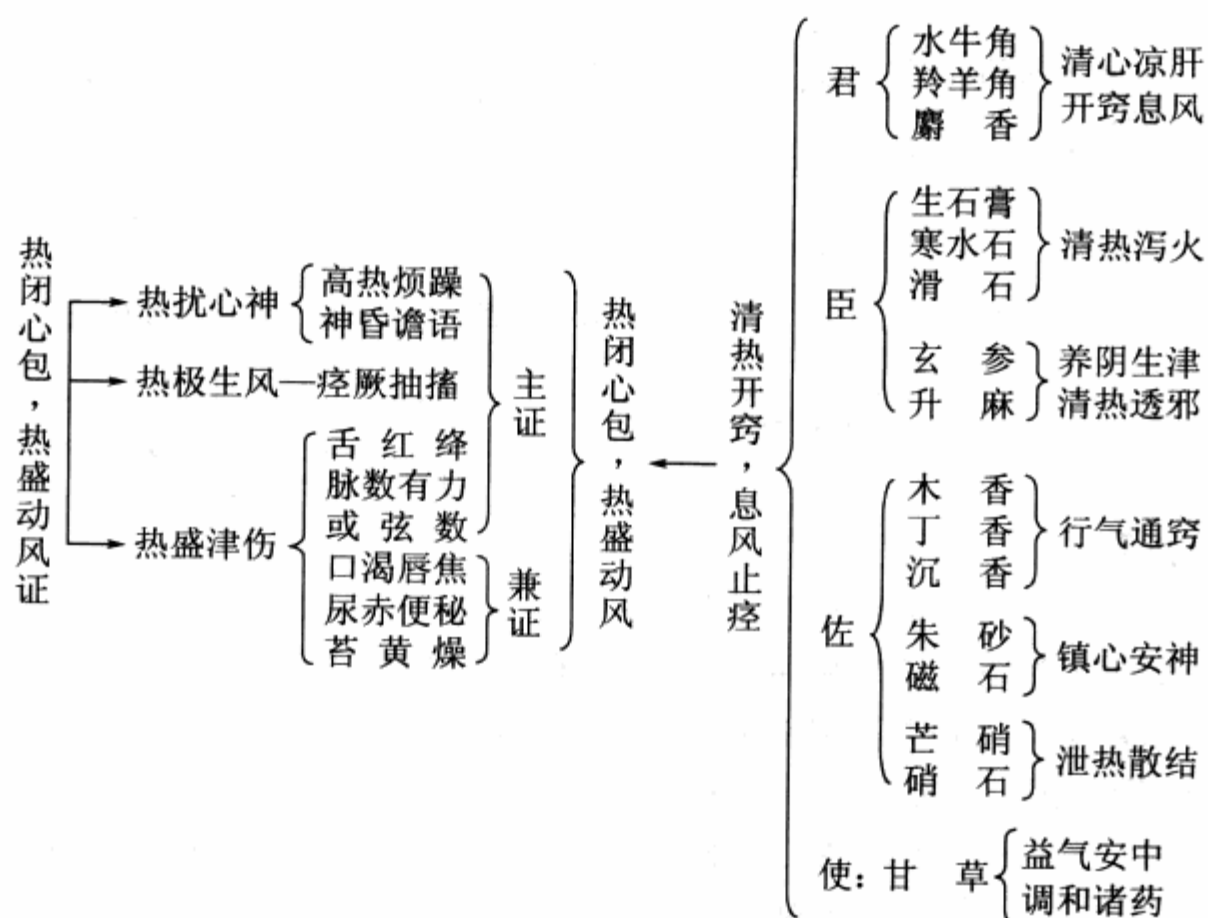 热闭心包，热盛动风证
热扰心神
高热烦躁
神昏谵语
热极生风—痉厥抽搐
热盛津伤
舌红绛
脉数有力
或弦数
口渴唇焦
尿赤便秘
苔黄燥
主证
兼证
热闭心包，热盛动风
清热开窍，息风止痉
君
水牛角
羚羊角
麝香
清心凉肝
开窍息风
臣
生石膏
寒水石
滑石
清热泻火
玄参
升麻
养阴生津
清热透邪
佐
木香
丁香
沉香
行气通窍
朱砂
磁石
镇心安神
芒硝
硝石
泄热散结
使：甘草
益气安中
调和诸药